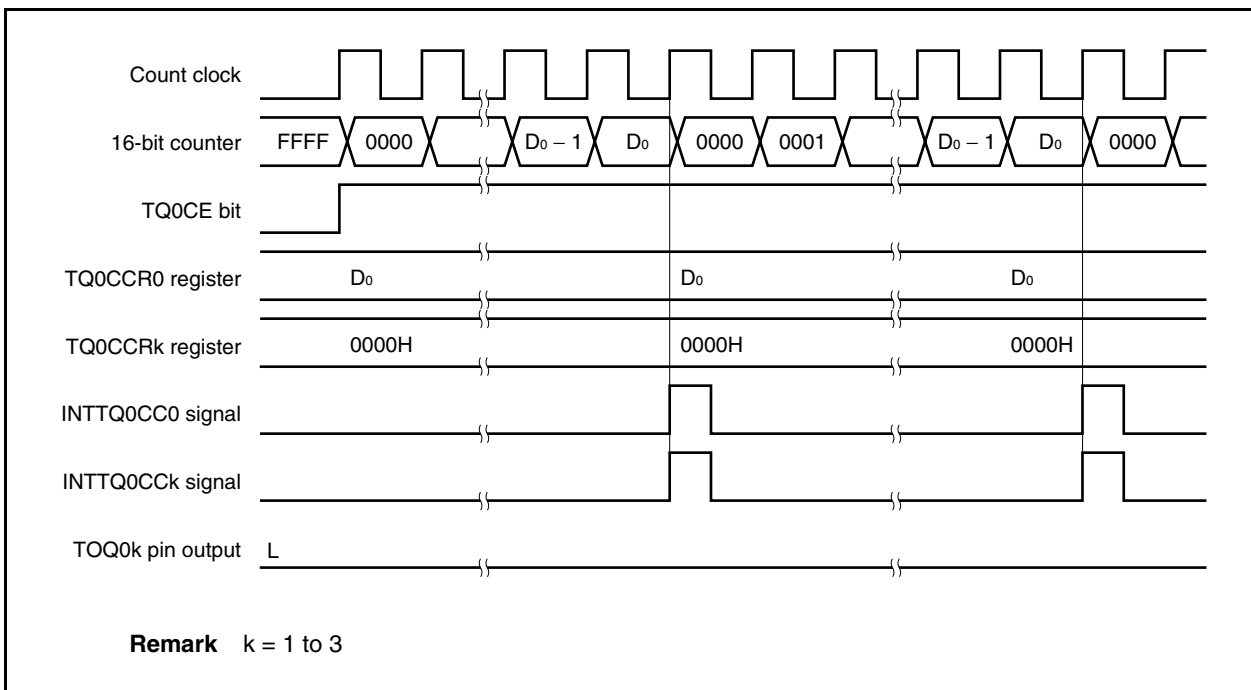 Count clock
16-bit counter FFFF 0000 D₀ − 1 D₀ 0000 0001 D₀ − 1 D₀ 0000
TQ0CE bit
TQ0CCR0 register D₀ D₀ D₀
TQ0CCRk register 0000H 0000H 0000H
INTTQ0CC0 signal
INTTQ0CCk signal
TOQ0k pin output L
Remark k = 1 to 3